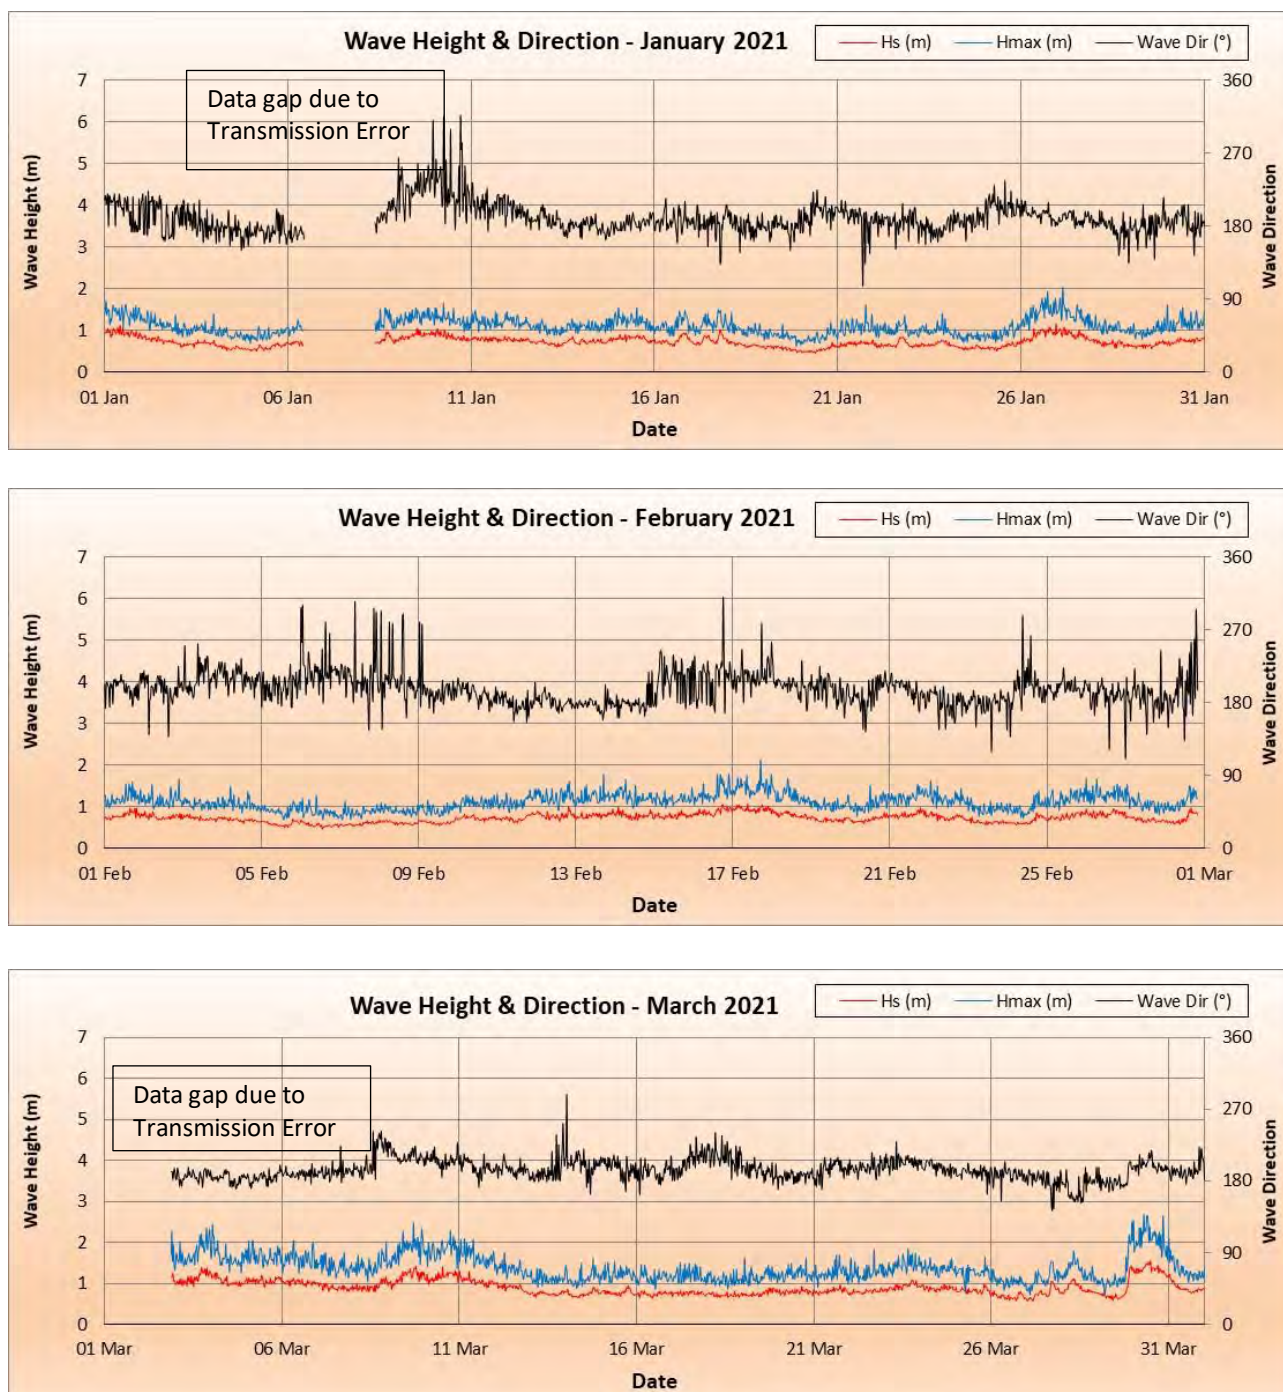 Wave Height & Direction - January 2021
Hs (m) Hmax (m) Wave Dir (°)
Data gap due to
Transmission Error
Wave Height (m)
7
6
5
4
3
2
1
0
360
270
180
90
0
Wave Direction
01 Jan 06 Jan 11 Jan 16 Jan 21 Jan 26 Jan 31 Jan
Date
Wave Height & Direction - February 2021
Hs (m) Hmax (m) Wave Dir (°)
Wave Height (m)
7
6
5
4
3
2
1
0
360
270
180
90
0
Wave Direction
01 Feb 05 Feb 09 Feb 13 Feb 17 Feb 21 Feb 25 Feb 01 Mar
Date
Wave Height & Direction - March 2021
Hs (m) Hmax (m) Wave Dir (°)
Data gap due to
Transmission Error
Wave Height (m)
7
6
5
4
3
2
1
0
360
270
180
90
0
Wave Direction
01 Mar 06 Mar 11 Mar 16 Mar 21 Mar 26 Mar 31 Mar
Date